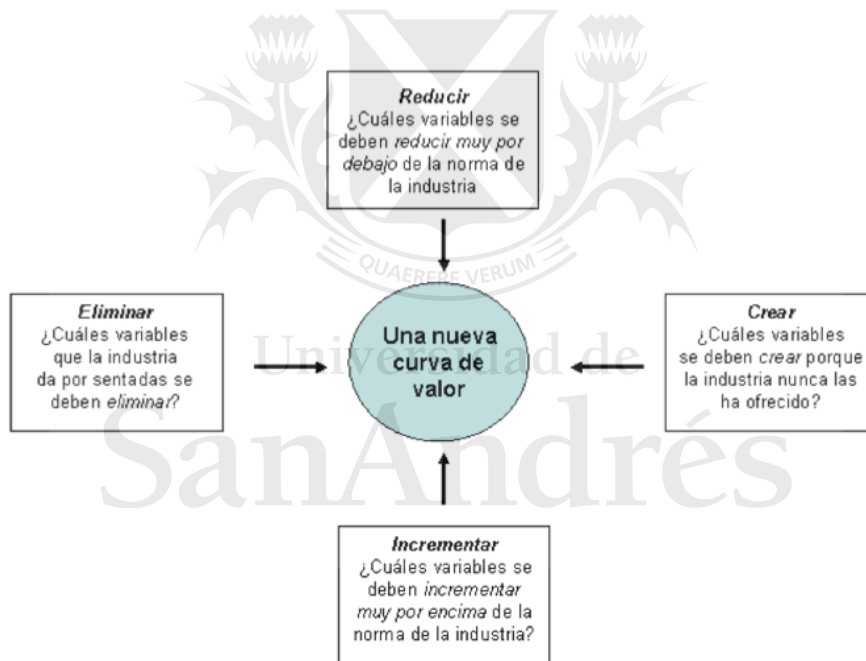 Reducir
¿Cuáles variables se
deben reducir muy por
debajo de la norma de
la industria
QUAERERE VERUM
Eliminar
¿Cuáles variables
que la industria
da por sentadas se
deben eliminar?
Una nueva
curva de
valor
Crear
¿Cuáles variables
se deben crear porque
la industria nunca las
ha ofrecido?
Universidad de
SanAndrés
Incrementar
¿Cuáles variables se
deben incrementar
muy por encima de la
norma de la industria?